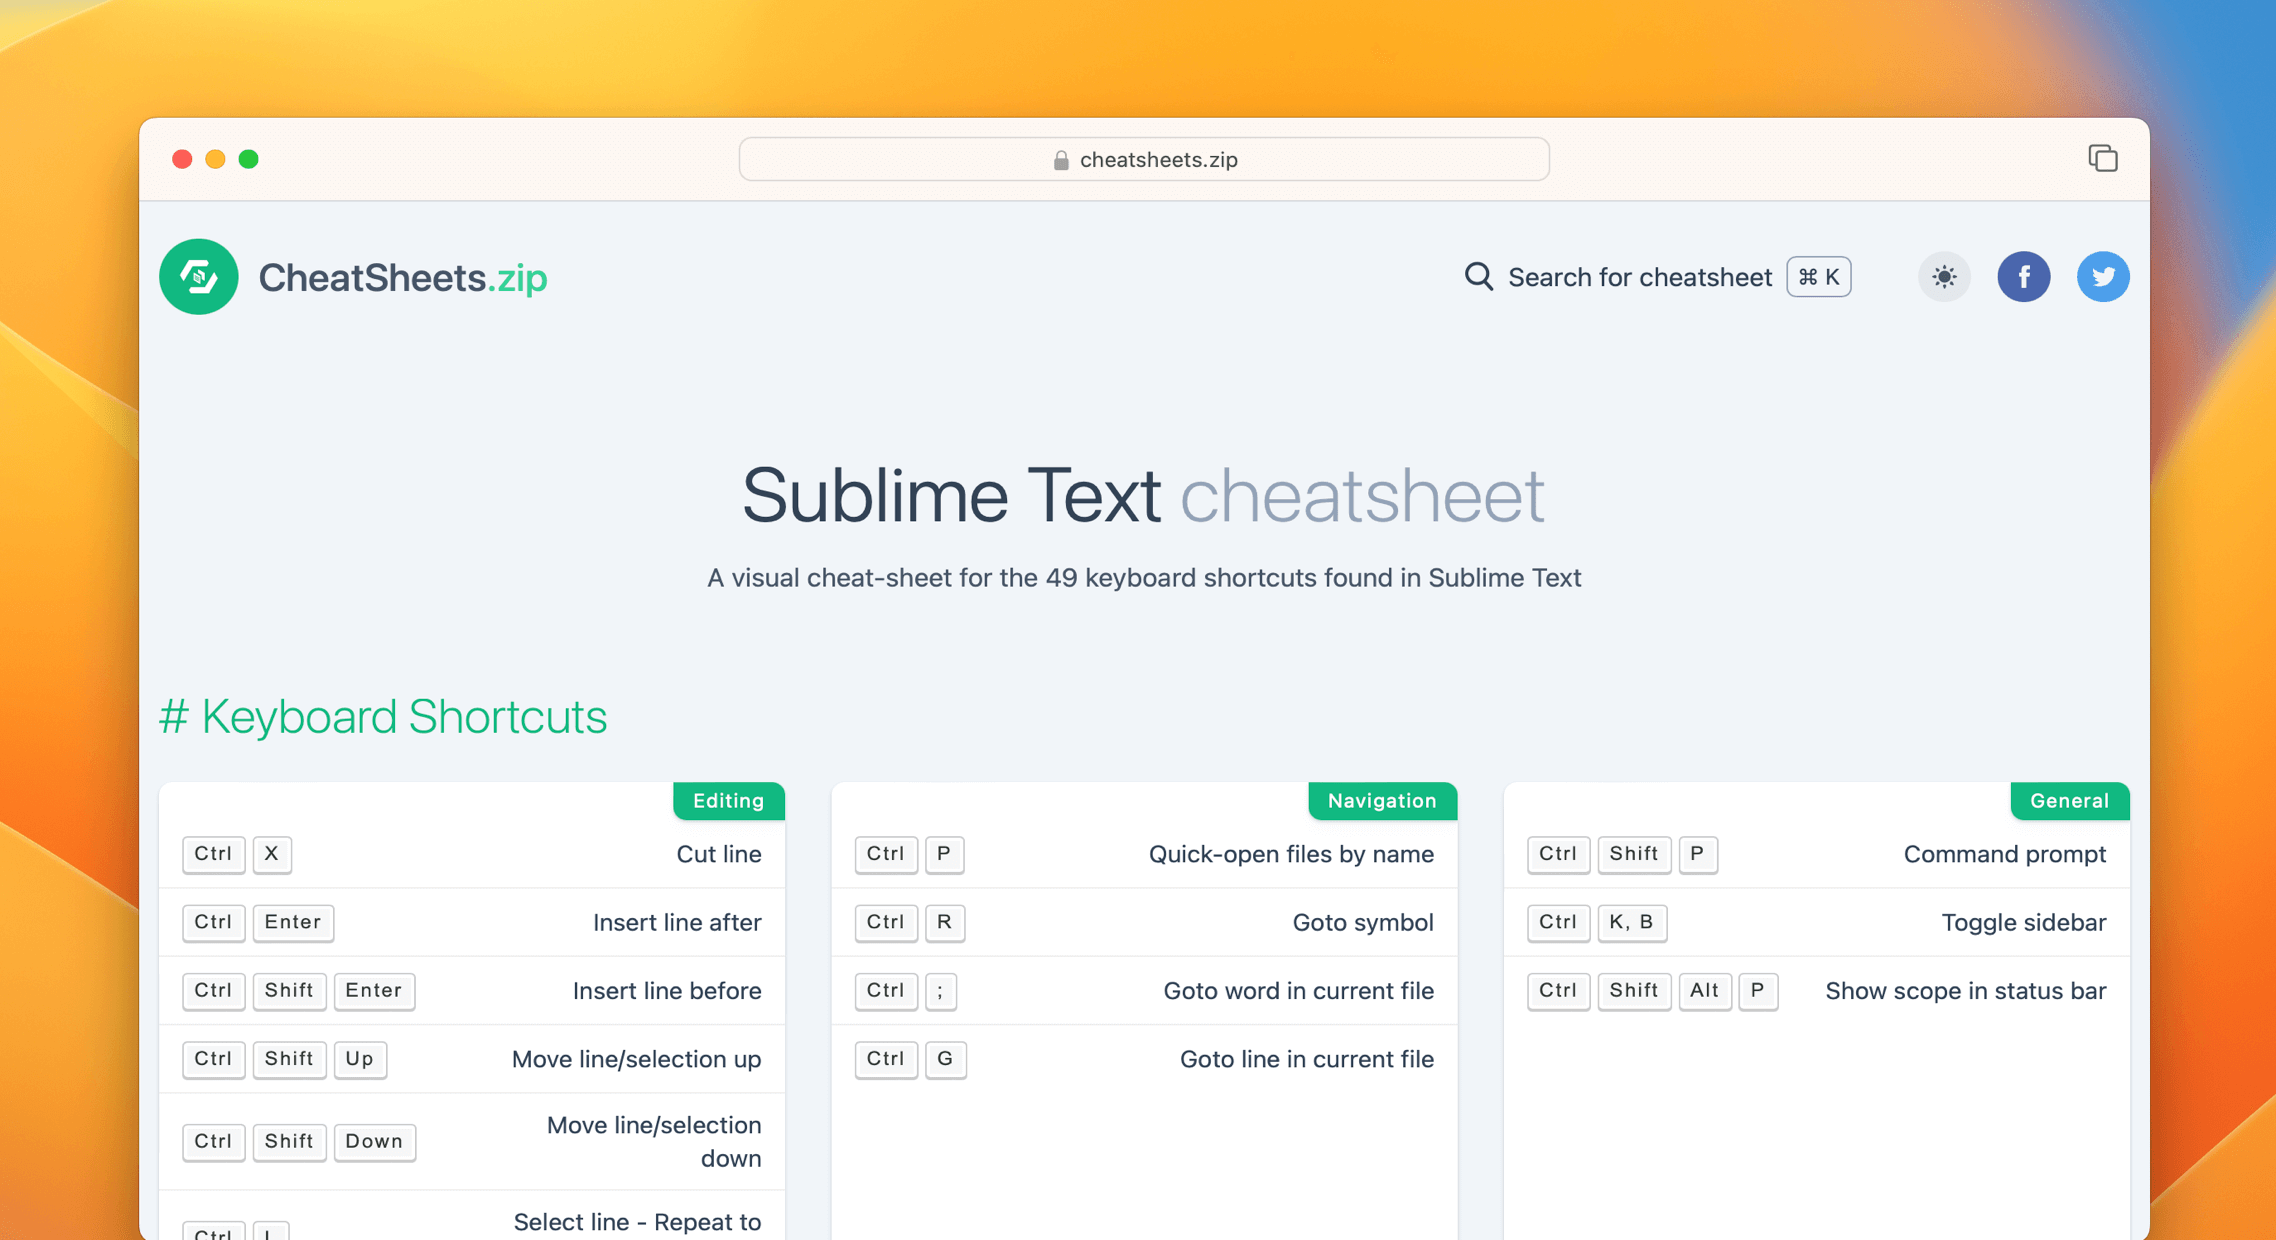 cheatsheets.zip
CheatSheets.zip
Search for cheatsheet ⌘ K
Sublime Text cheatsheet
A visual cheat-sheet for the 49 keyboard shortcuts found in Sublime Text
# Keyboard Shortcuts
Editing
Ctrl X Cut line
Ctrl Enter Insert line after
Ctrl Shift Enter Insert line before
Ctrl Shift Up Move line/selection up
Ctrl Shift Down Move line/selection
down
Ctrl L Select line - Repeat to
Navigation
Ctrl P Quick-open files by name
Ctrl R Goto symbol
Ctrl ; Goto word in current file
Ctrl G Goto line in current file
General
Ctrl Shift P Command prompt
Ctrl K, B Toggle sidebar
Ctrl Shift Alt P Show scope in status bar